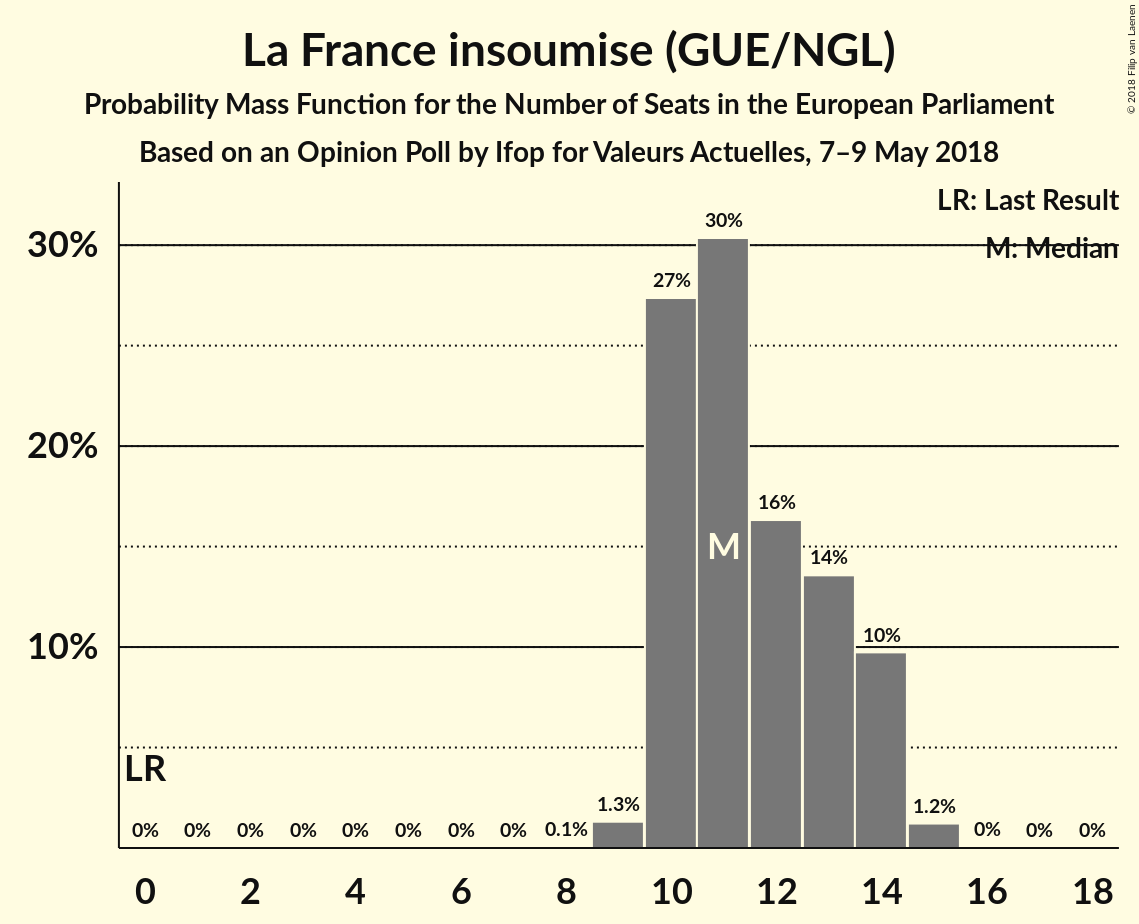 La France insoumise (GUE/NGL)
Probability Mass Function for the Number of Seats in the European Parliament
Based on an Opinion Poll by Ifop for Valeurs Actuelles, 7–9 May 2018
© 2018 Filip van Laenen
LR: Last Result
M: Median
30%
20%
10%
LR
M
0% 0% 0% 0% 0% 0% 0% 0% 0.1% 1.3% 27% 30% 16% 14% 10% 1.2% 0% 0% 0%
0 2 4 6 8 10 12 14 16 18